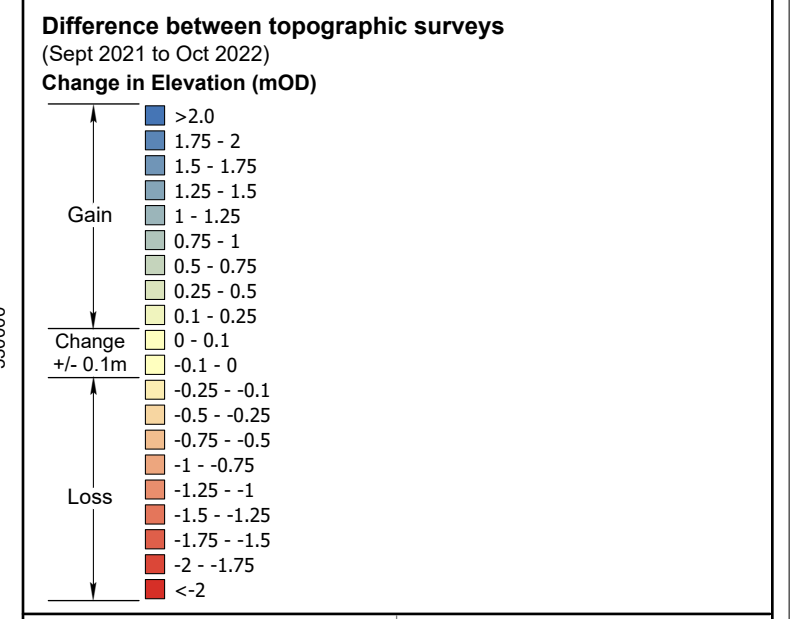 Difference between topographic surveys
(Sept 2021 to Oct 2022)
Change in Elevation (mOD)
>2.0
1.75 - 2
1.5 - 1.75
1.25 - 1.5
Gain
1 - 1.25
0.75 - 1
0.5 - 0.75
0.25 - 0.5
0.1 - 0.25
Change
+/- 0.1m
0 - 0.1
-0.1 - 0
-0.25 - -0.1
-0.5 - -0.25
-0.75 - -0.5
-1 - -0.75
-1.25 - -1
Loss
-1.5 - -1.25
-1.75 - -1.5
-2 - -1.75
<-2